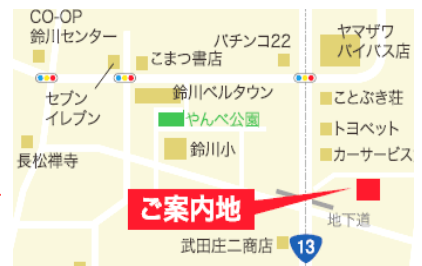 CO-OP
鈴川センター
パチンコ22
ヤマザワ
バイパス店
こまつ書店
セブン
イレブン
鈴川ベルタウン
ことぶき荘
やんべ公園
トヨペット
長松禅寺
鈴川小
カーサービス
ご案内地
地下道
武田庄二商店
13